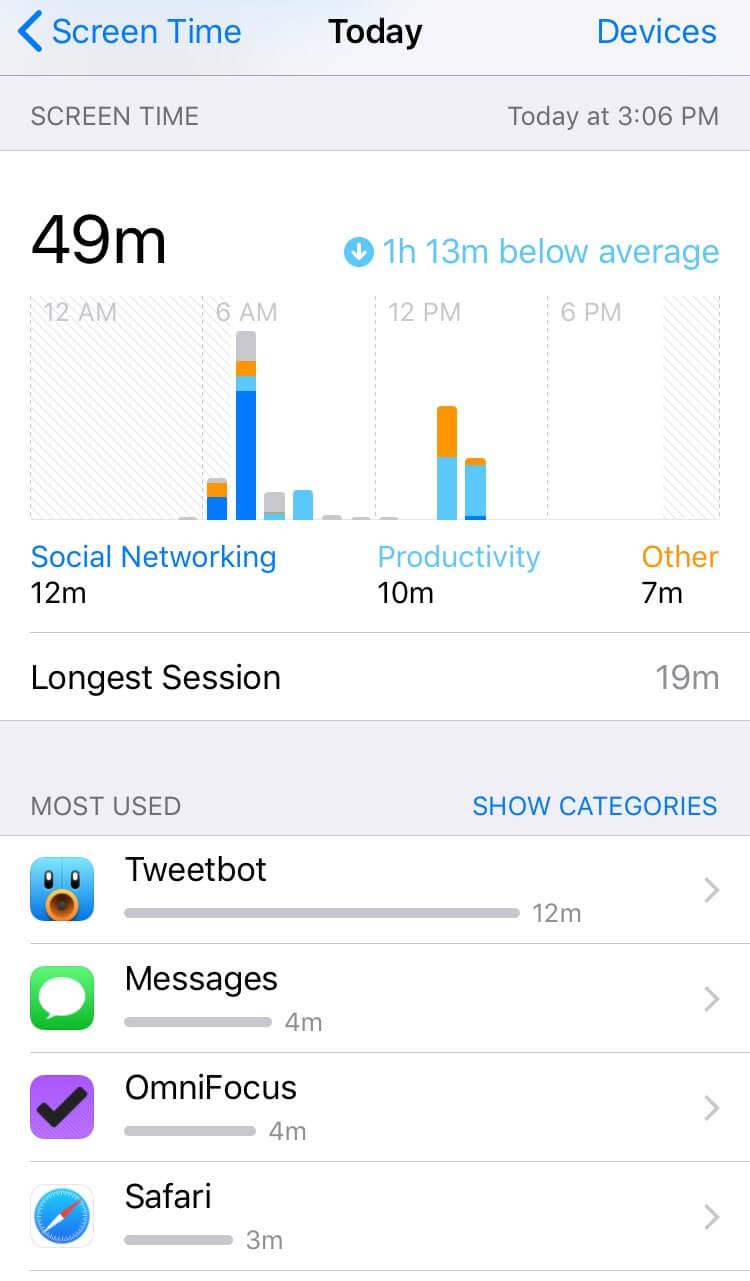 Screen Time Today Devices
SCREEN TIME Today at 3:06 PM
49m 1h 13m below average
12 AM 6 AM 12 PM 6 PM
Social Networking Productivity Other
12m 10m 7m
Longest Session 19m
MOST USED SHOW CATEGORIES
Tweetbot
12m
Messages
4m
OmniFocus
4m
Safari
3m